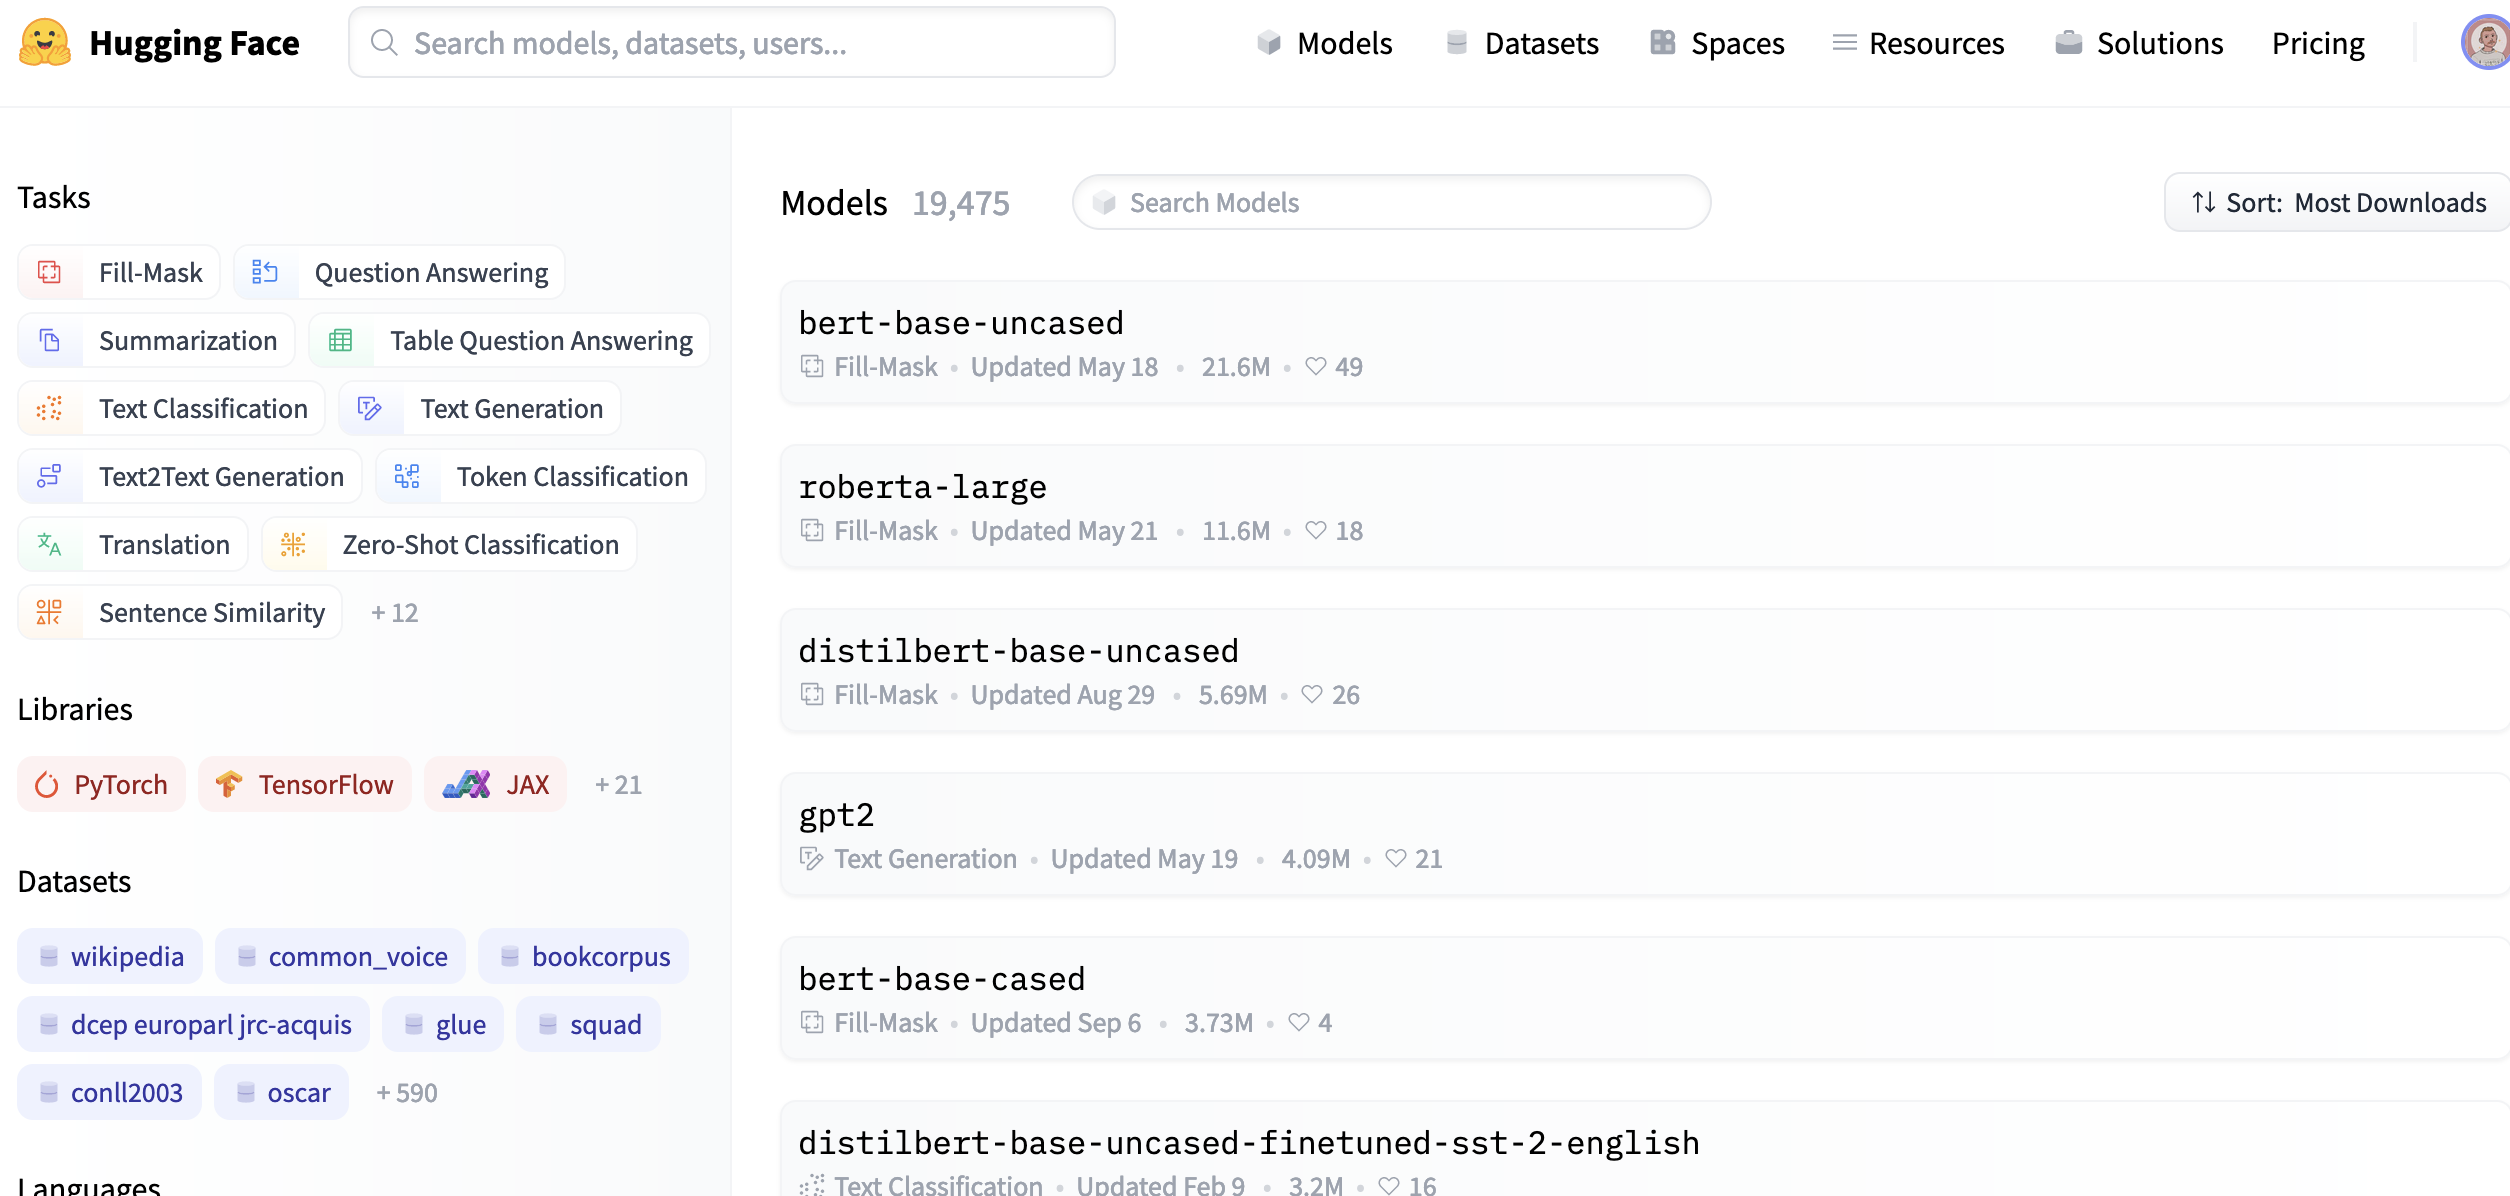 Hugging Face
Search models, datasets, users...
Models
Datasets
Spaces
Resources
Solutions
Pricing
Tasks
Fill-Mask
Question Answering
Summarization
Table Question Answering
Text Classification
Text Generation
Text2Text Generation
Token Classification
Translation
Zero-Shot Classification
Sentence Similarity
+ 12
Libraries
PyTorch
TensorFlow
JAX
+ 21
Datasets
wikipedia
common_voice
bookcorpus
dcep europarl jrc-acquis
glue
squad
conll2003
oscar
+ 590
Languages
Models 19,475
Search Models
Sort: Most Downloads
bert-base-uncased
Fill-Mask • Updated May 18 • 21.6M • 49
roberta-large
Fill-Mask • Updated May 21 • 11.6M • 18
distilbert-base-uncased
Fill-Mask • Updated Aug 29 • 5.69M • 26
gpt2
Text Generation • Updated May 19 • 4.09M • 21
bert-base-cased
Fill-Mask • Updated Sep 6 • 3.73M • 4
distilbert-base-uncased-finetuned-sst-2-english
Text Classification • Updated Feb 9 • 3.2M • 16